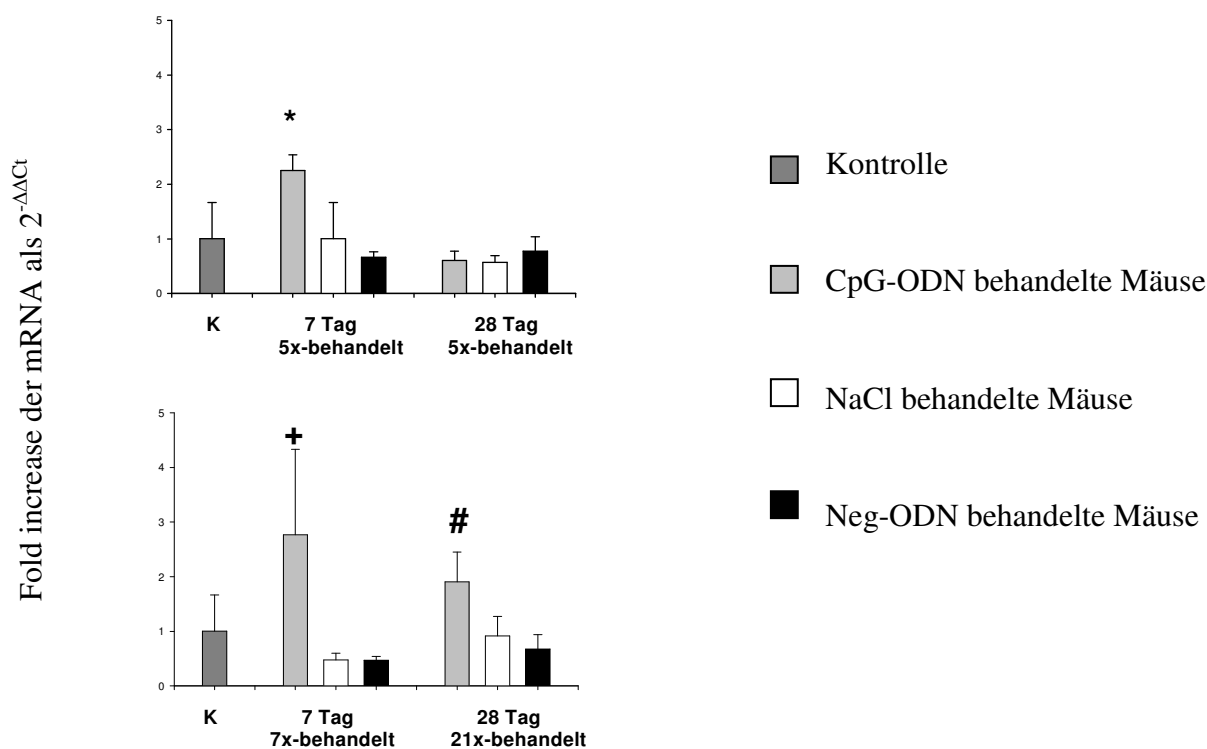 Fold increase der mRNA als 2^-ΔΔCt
5
4
3
2
1
0
*
K
7 Tag
5x-behandelt
28 Tag
5x-behandelt
5
4
3
2
1
0
+
#
K
7 Tag
7x-behandelt
28 Tag
21x-behandelt
Kontrolle
CpG-ODN behandelte Mäuse
NaCl behandelte Mäuse
Neg-ODN behandelte Mäuse